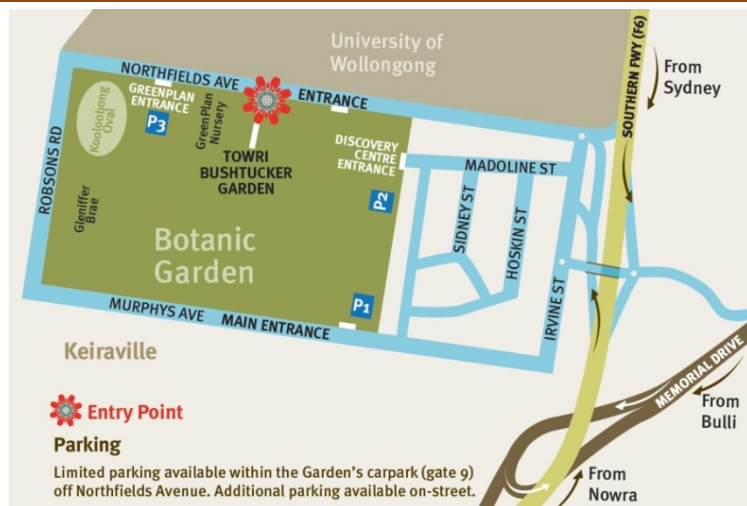 University of
Wollongong
SOUTHERN FWY (F6)
From
Sydney
NORTHFIELDS AVE
ENTRANCE
GREENPLAN
ENTRANCE
Kooloobong
Oval
P3
GreenPlan
Nursery
TOWRI
BUSHTUCKER
GARDEN
DISCOVERY
CENTRE
ENTRANCE
MADOLINE ST
ROBSONS RD
Gleniffer
Brae
P2
SIDNEY ST
HOSKIN ST
Botanic
Garden
P1
IRVINE ST
MURPHYS AVE
MAIN ENTRANCE
Keiraville
MEMORIAL DRIVE
From
Bulli
Entry Point
Parking
Limited parking available within the Garden's carpark (gate 9)
off Northfields Avenue. Additional parking available on-street.
From
Nowra